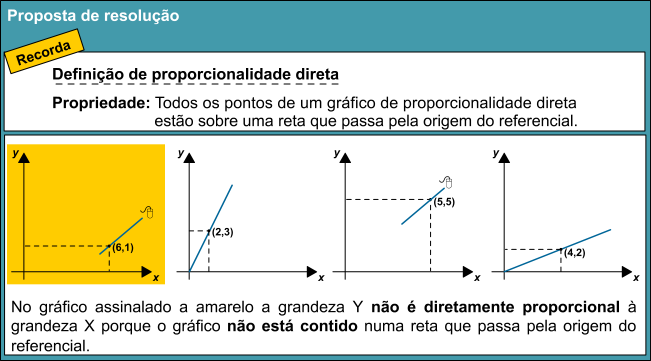 Proposta de resolução
Recorda
Definição de proporcionalidade direta
Propriedade: Todos os pontos de um gráfico de proporcionalidade direta
estão sobre uma reta que passa pela origem do referencial.
y
(6,1)
x
y
(2,3)
x
y
(5,5)
x
y
(4,2)
x
No gráfico assinalado a amarelo a grandeza Y não é diretamente proporcional à
grandeza X porque o gráfico não está contido numa reta que passa pela origem do
referencial.